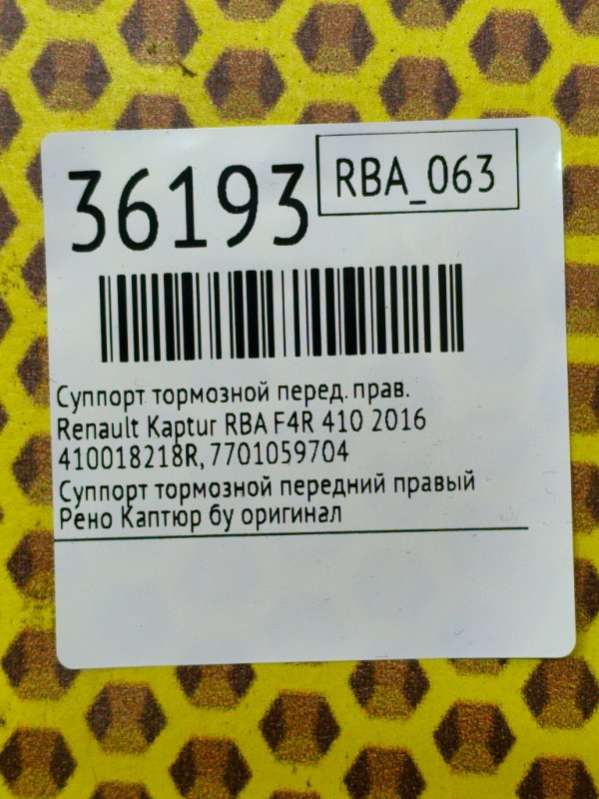 36193
RBA_063
Суппорт тормозной перед. прав.
Renault Kaptur RBA F4R 410 2016
410018218R, 7701059704
Суппорт тормозной передний правый
Рено Каптюр бу оригинал